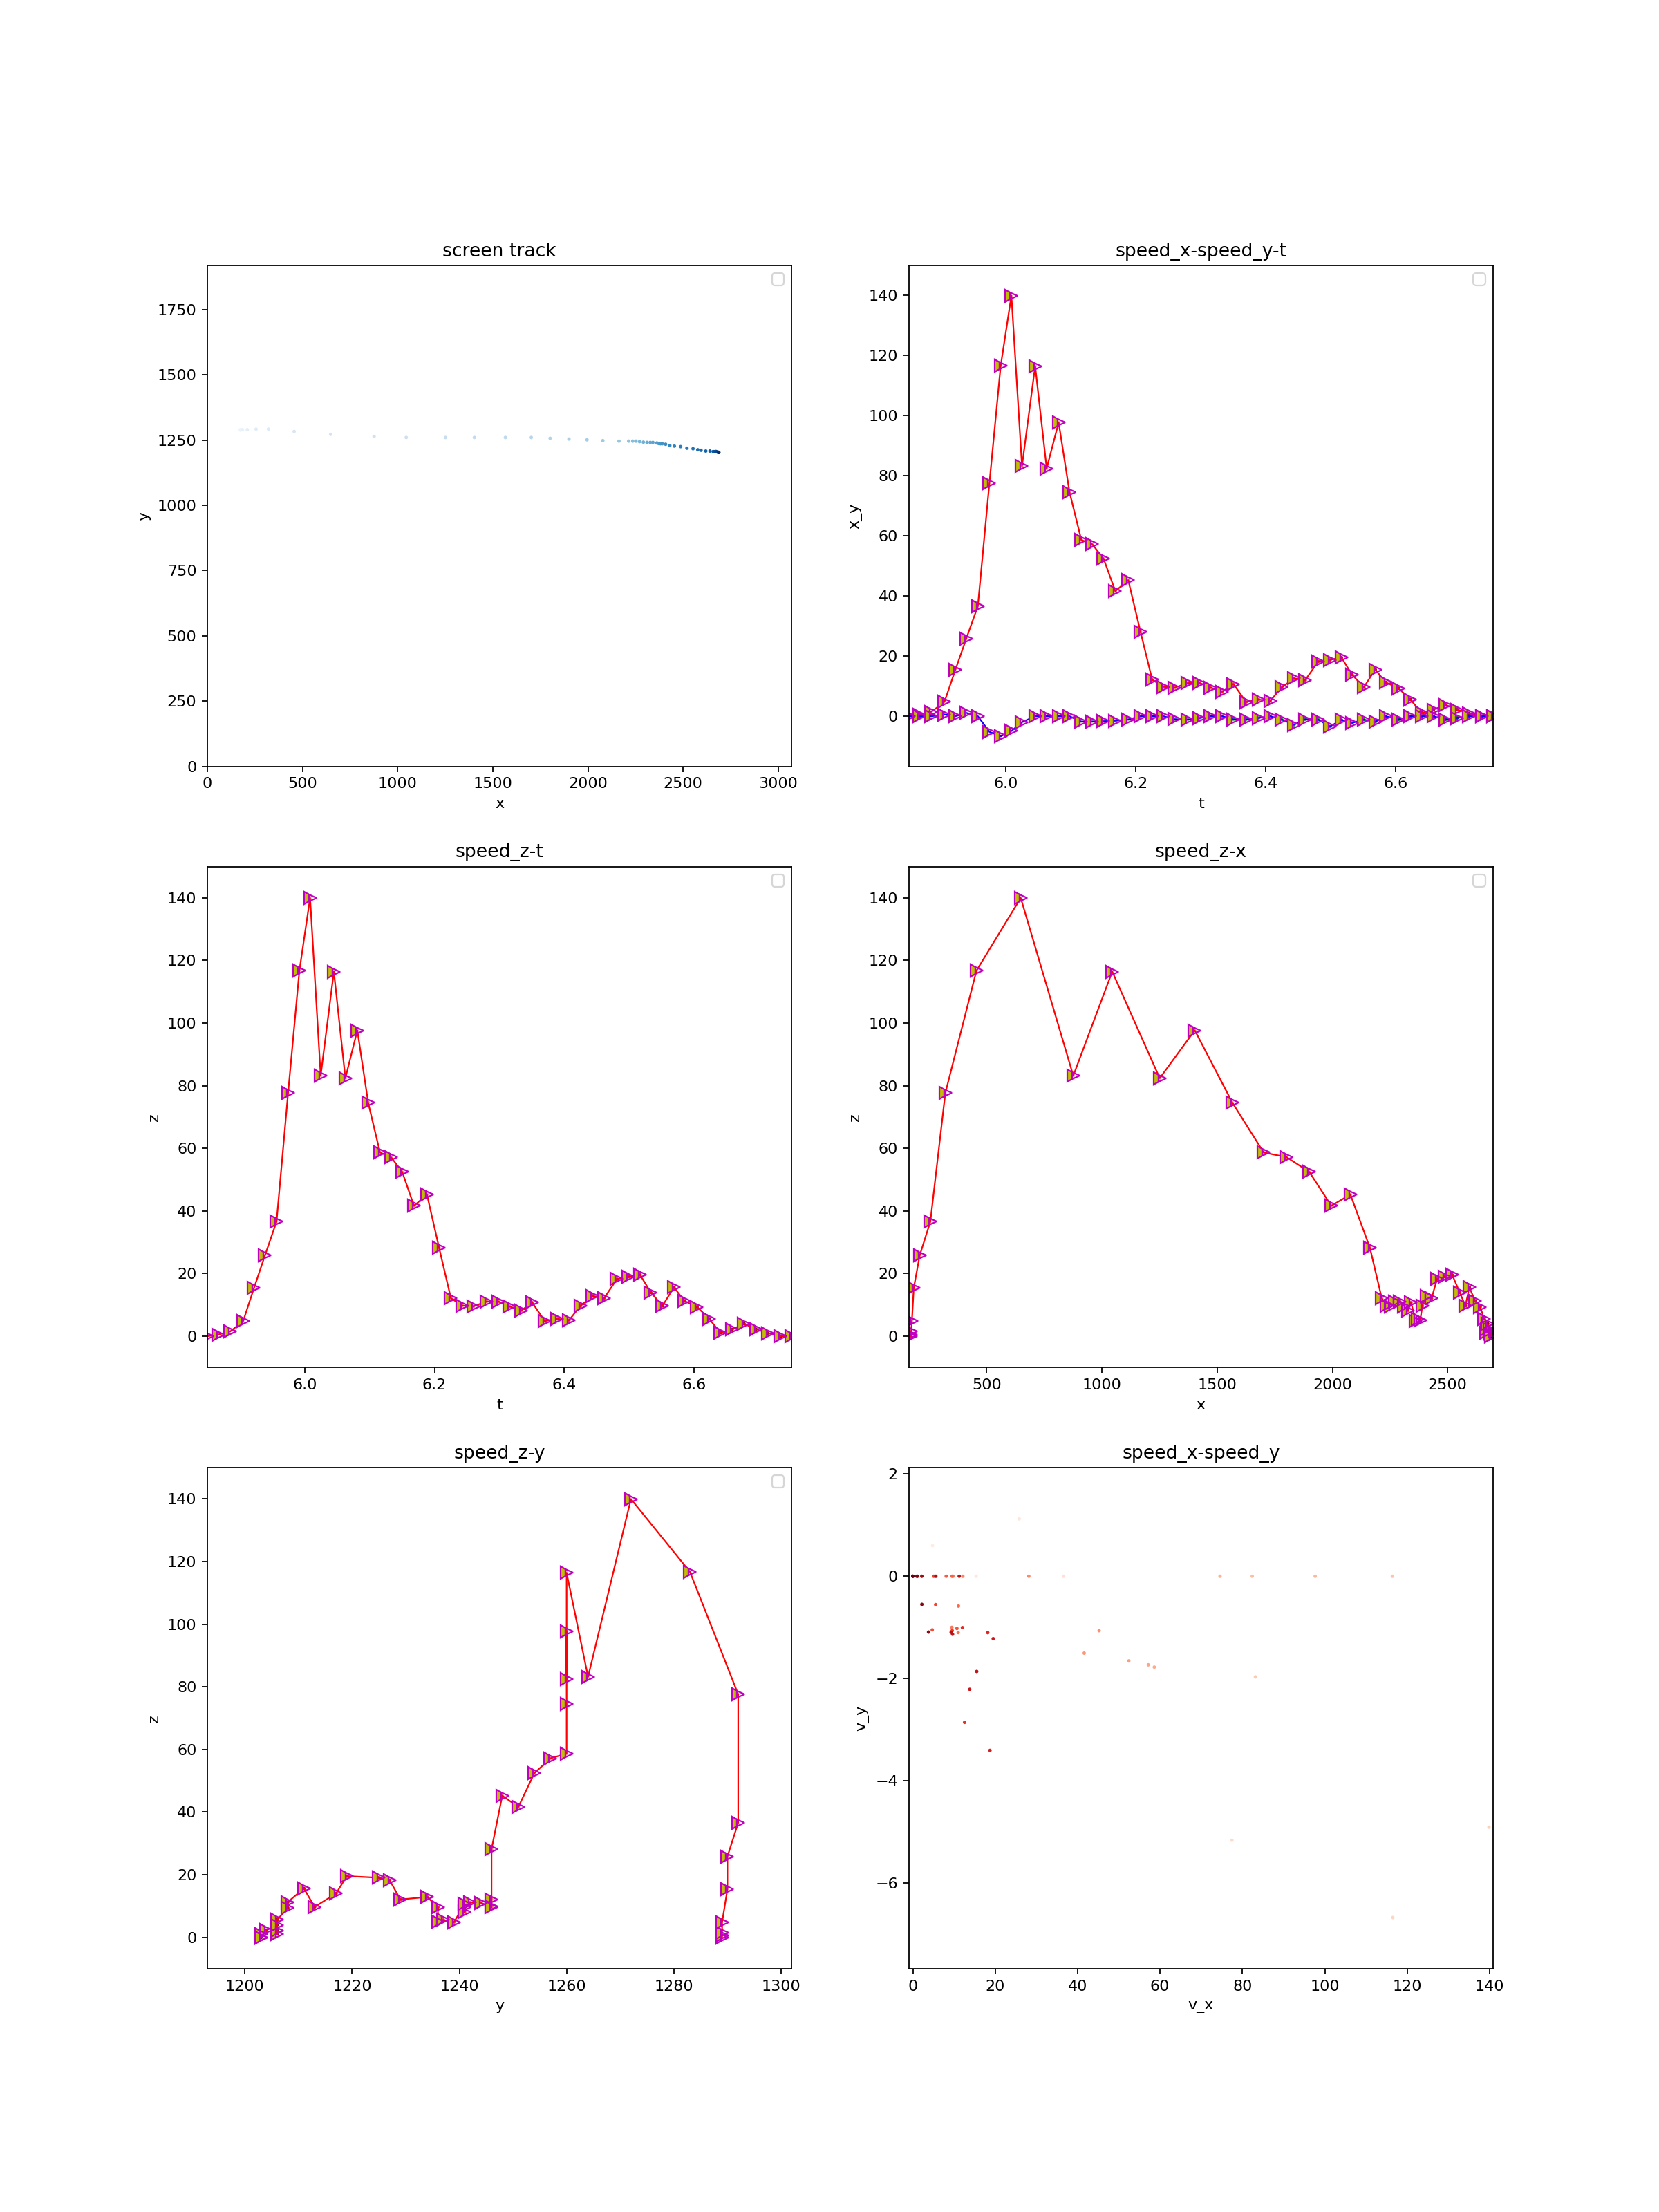 screen track
1750
1500
1250
1000
750
500
250
0
y
0 500 1000 1500 2000 2500 3000
x
speed_x-speed_y-t
140
120
100
80
60
40
20
0
x_y
6.0 6.2 6.4 6.6
t
speed_z-t
140
120
100
80
60
40
20
0
z
6.0 6.2 6.4 6.6
t
speed_z-x
140
120
100
80
60
40
20
0
z
500 1000 1500 2000 2500
x
speed_z-y
140
120
100
80
60
40
20
0
z
1200 1220 1240 1260 1280 1300
y
speed_x-speed_y
2
0
−2
−4
−6
v_y
0 20 40 60 80 100 120 140
v_x